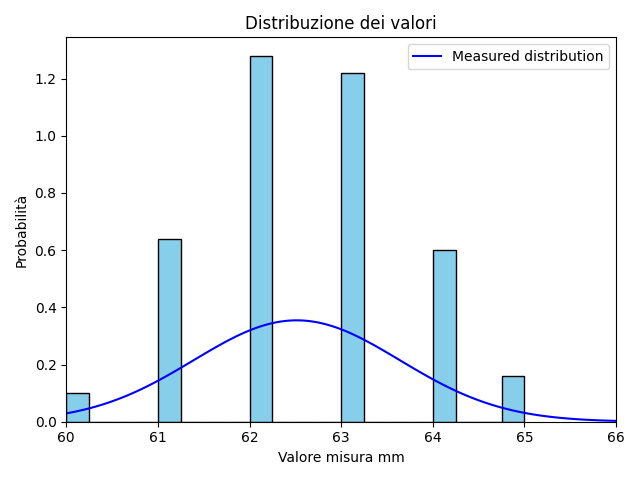 Distribuzione dei valori
Measured distribution
1.2
1.0
0.8
0.6
0.4
0.2
0.0
Probabilità
60 61 62 63 64 65 66
Valore misura mm